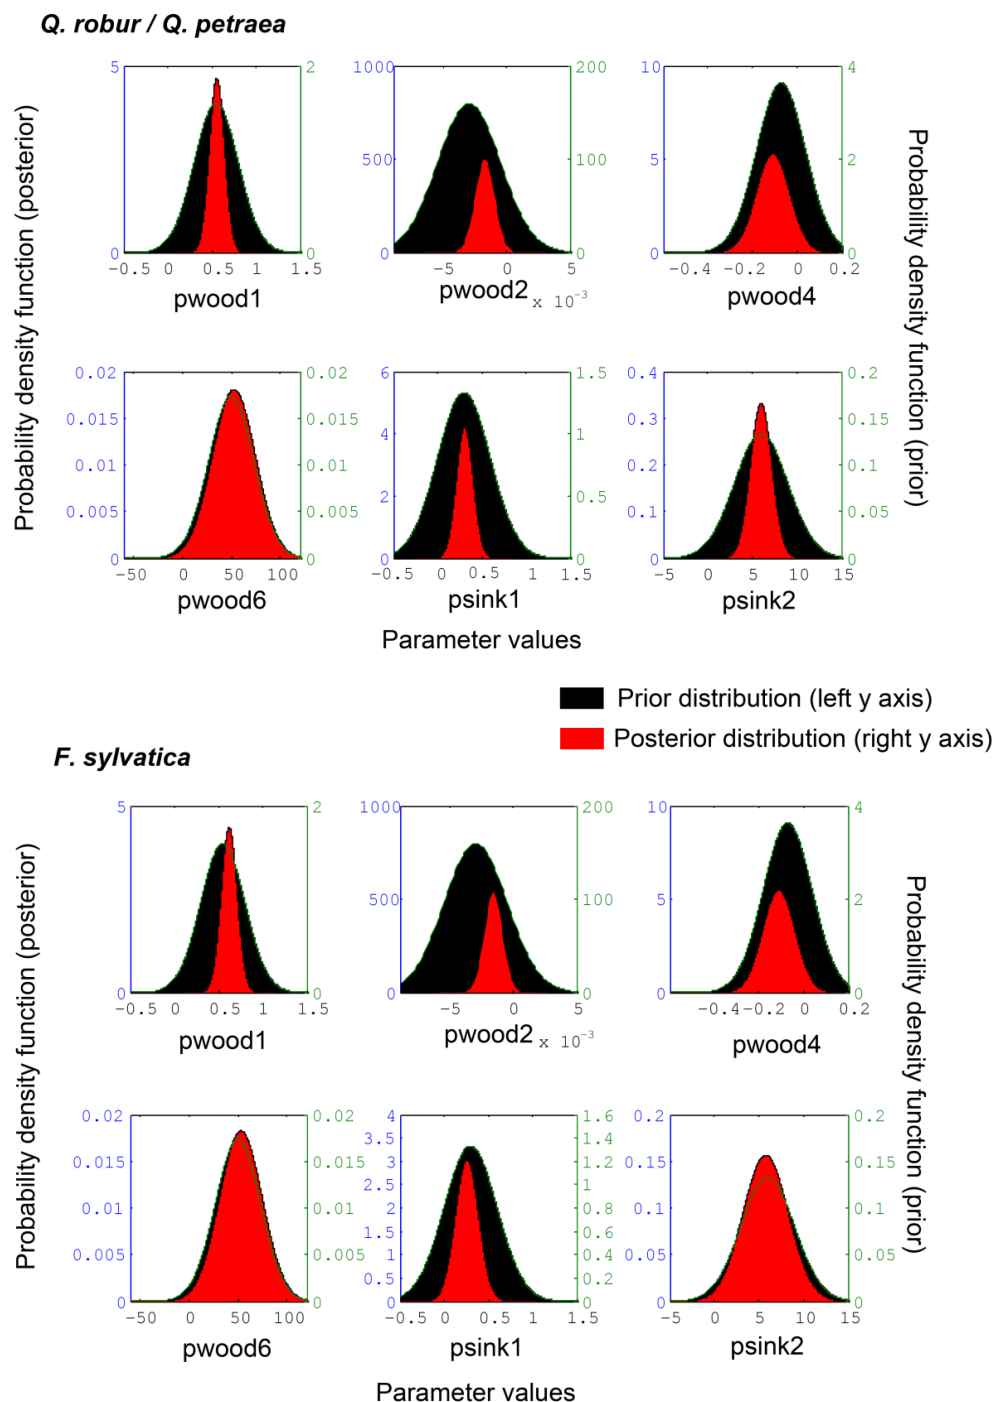 Q. robur / Q. petraea
Probability density function (posterior)
Probability density function (prior)
5 2 1000 200 10 4
500 100 5 2
0 0 0 0 0 0
-0.5 0 0.5 1 1.5 -5 0 5 -0.4 -0.2 0 0.2
pwood1 pwood2 x 10^-3 pwood4
0.02 0.02 6 1.5 0.4 0.2
0.015 0.015 4 1 0.3 0.15
0.01 0.01 0.2 0.1
0.005 0.005 2 0.5 0.1 0.05
0 0 0 0 0 0
-50 0 50 100 -0.5 0 0.5 1 1.5 -5 0 5 10 15
pwood6 psink1 psink2
Parameter values
Prior distribution (left y axis)
Posterior distribution (right y axis)
F. sylvatica
Probability density function (posterior)
Probability density function (prior)
5 2 1000 200 10 4
500 100 5 2
0 0 0 0 0 0
-0.5 0 0.5 1 1.5 -5 0 5 -0.4 -0.2 0 0.2
pwood1 pwood2 x 10^-3 pwood4
0.02 0.02 4 1.6 0.2 0.2
3.5 1.4
0.015 0.015 3 1.2 0.15 0.15
2.5 1
0.01 0.01 2 0.8 0.1 0.1
1.5 0.6
0.005 0.005 1 0.4 0.05 0.05
0.5 0.2
0 0 0 0 0 0
-50 0 50 100 -0.5 0 0.5 1 1.5 -5 0 5 10 15
pwood6 psink1 psink2
Parameter values